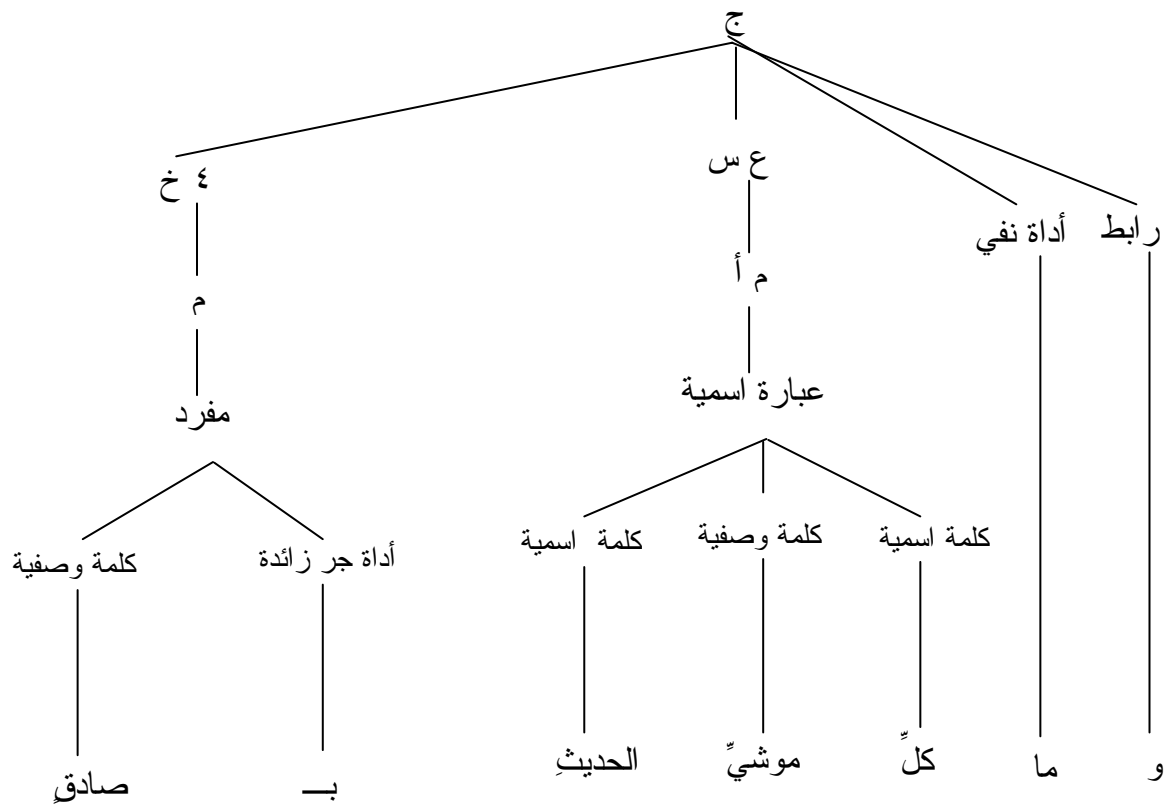 ج
ع س
٤ خ
رابط
أداة نفي
م أ
م
عبارة اسمية
مفرد
كلمة اسمية
كلمة وصفية
كلمة اسمية
أداة جر زائدة
كلمة وصفية
و ما كلِّ موشيِّ الحديثِ بـــ صادقٍ